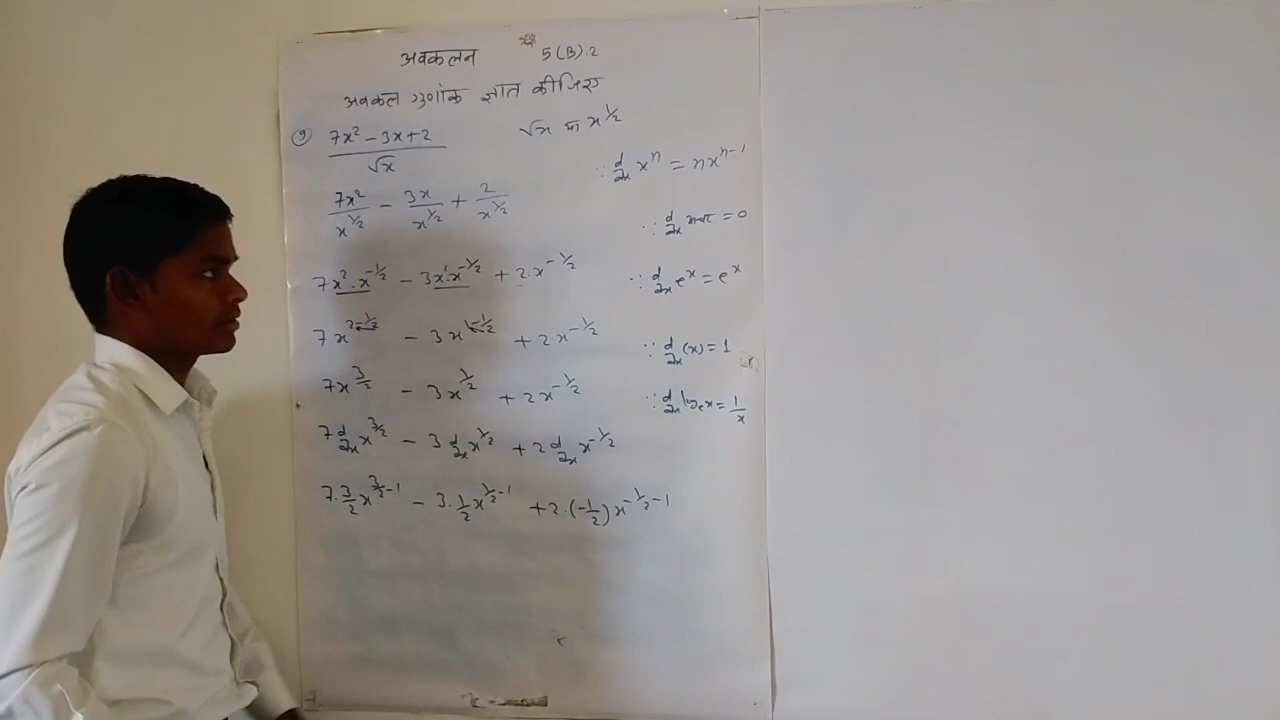 अवकलन 5(B).2
अवकल गुणांक ज्ञात कीजिए
(9) (7x² - 3x + 2)/√x
√x या x^(1/2)
∵ d/dx xⁿ = nx^(n-1)
7x²/x^(1/2) - 3x/x^(1/2) + 2/x^(1/2)
∵ d/dx = 0
7x²·x^(-1/2) - 3x¹·x^(-1/2) + 2·x^(-1/2)
∵ d/dx eˣ = eˣ
7x^(2-1/2) - 3x^(1-1/2) + 2x^(-1/2)
∵ d/dx (x) = 1
7x^(3/2) - 3x^(1/2) + 2x^(-1/2)
∵ d/dx logₑx = 1/x
7 d/dx x^(3/2) - 3 d/dx x^(1/2) + 2 d/dx x^(-1/2)
7·3/2 x^(3/2-1) - 3·1/2 x^(1/2-1) + 2·(-1/2) x^(-1/2-1)